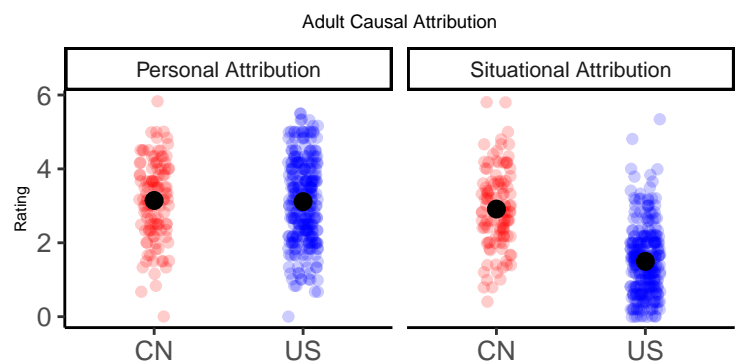 Adult Causal Attribution
Personal Attribution Situational Attribution
6
4
2
0
Rating
CN US CN US